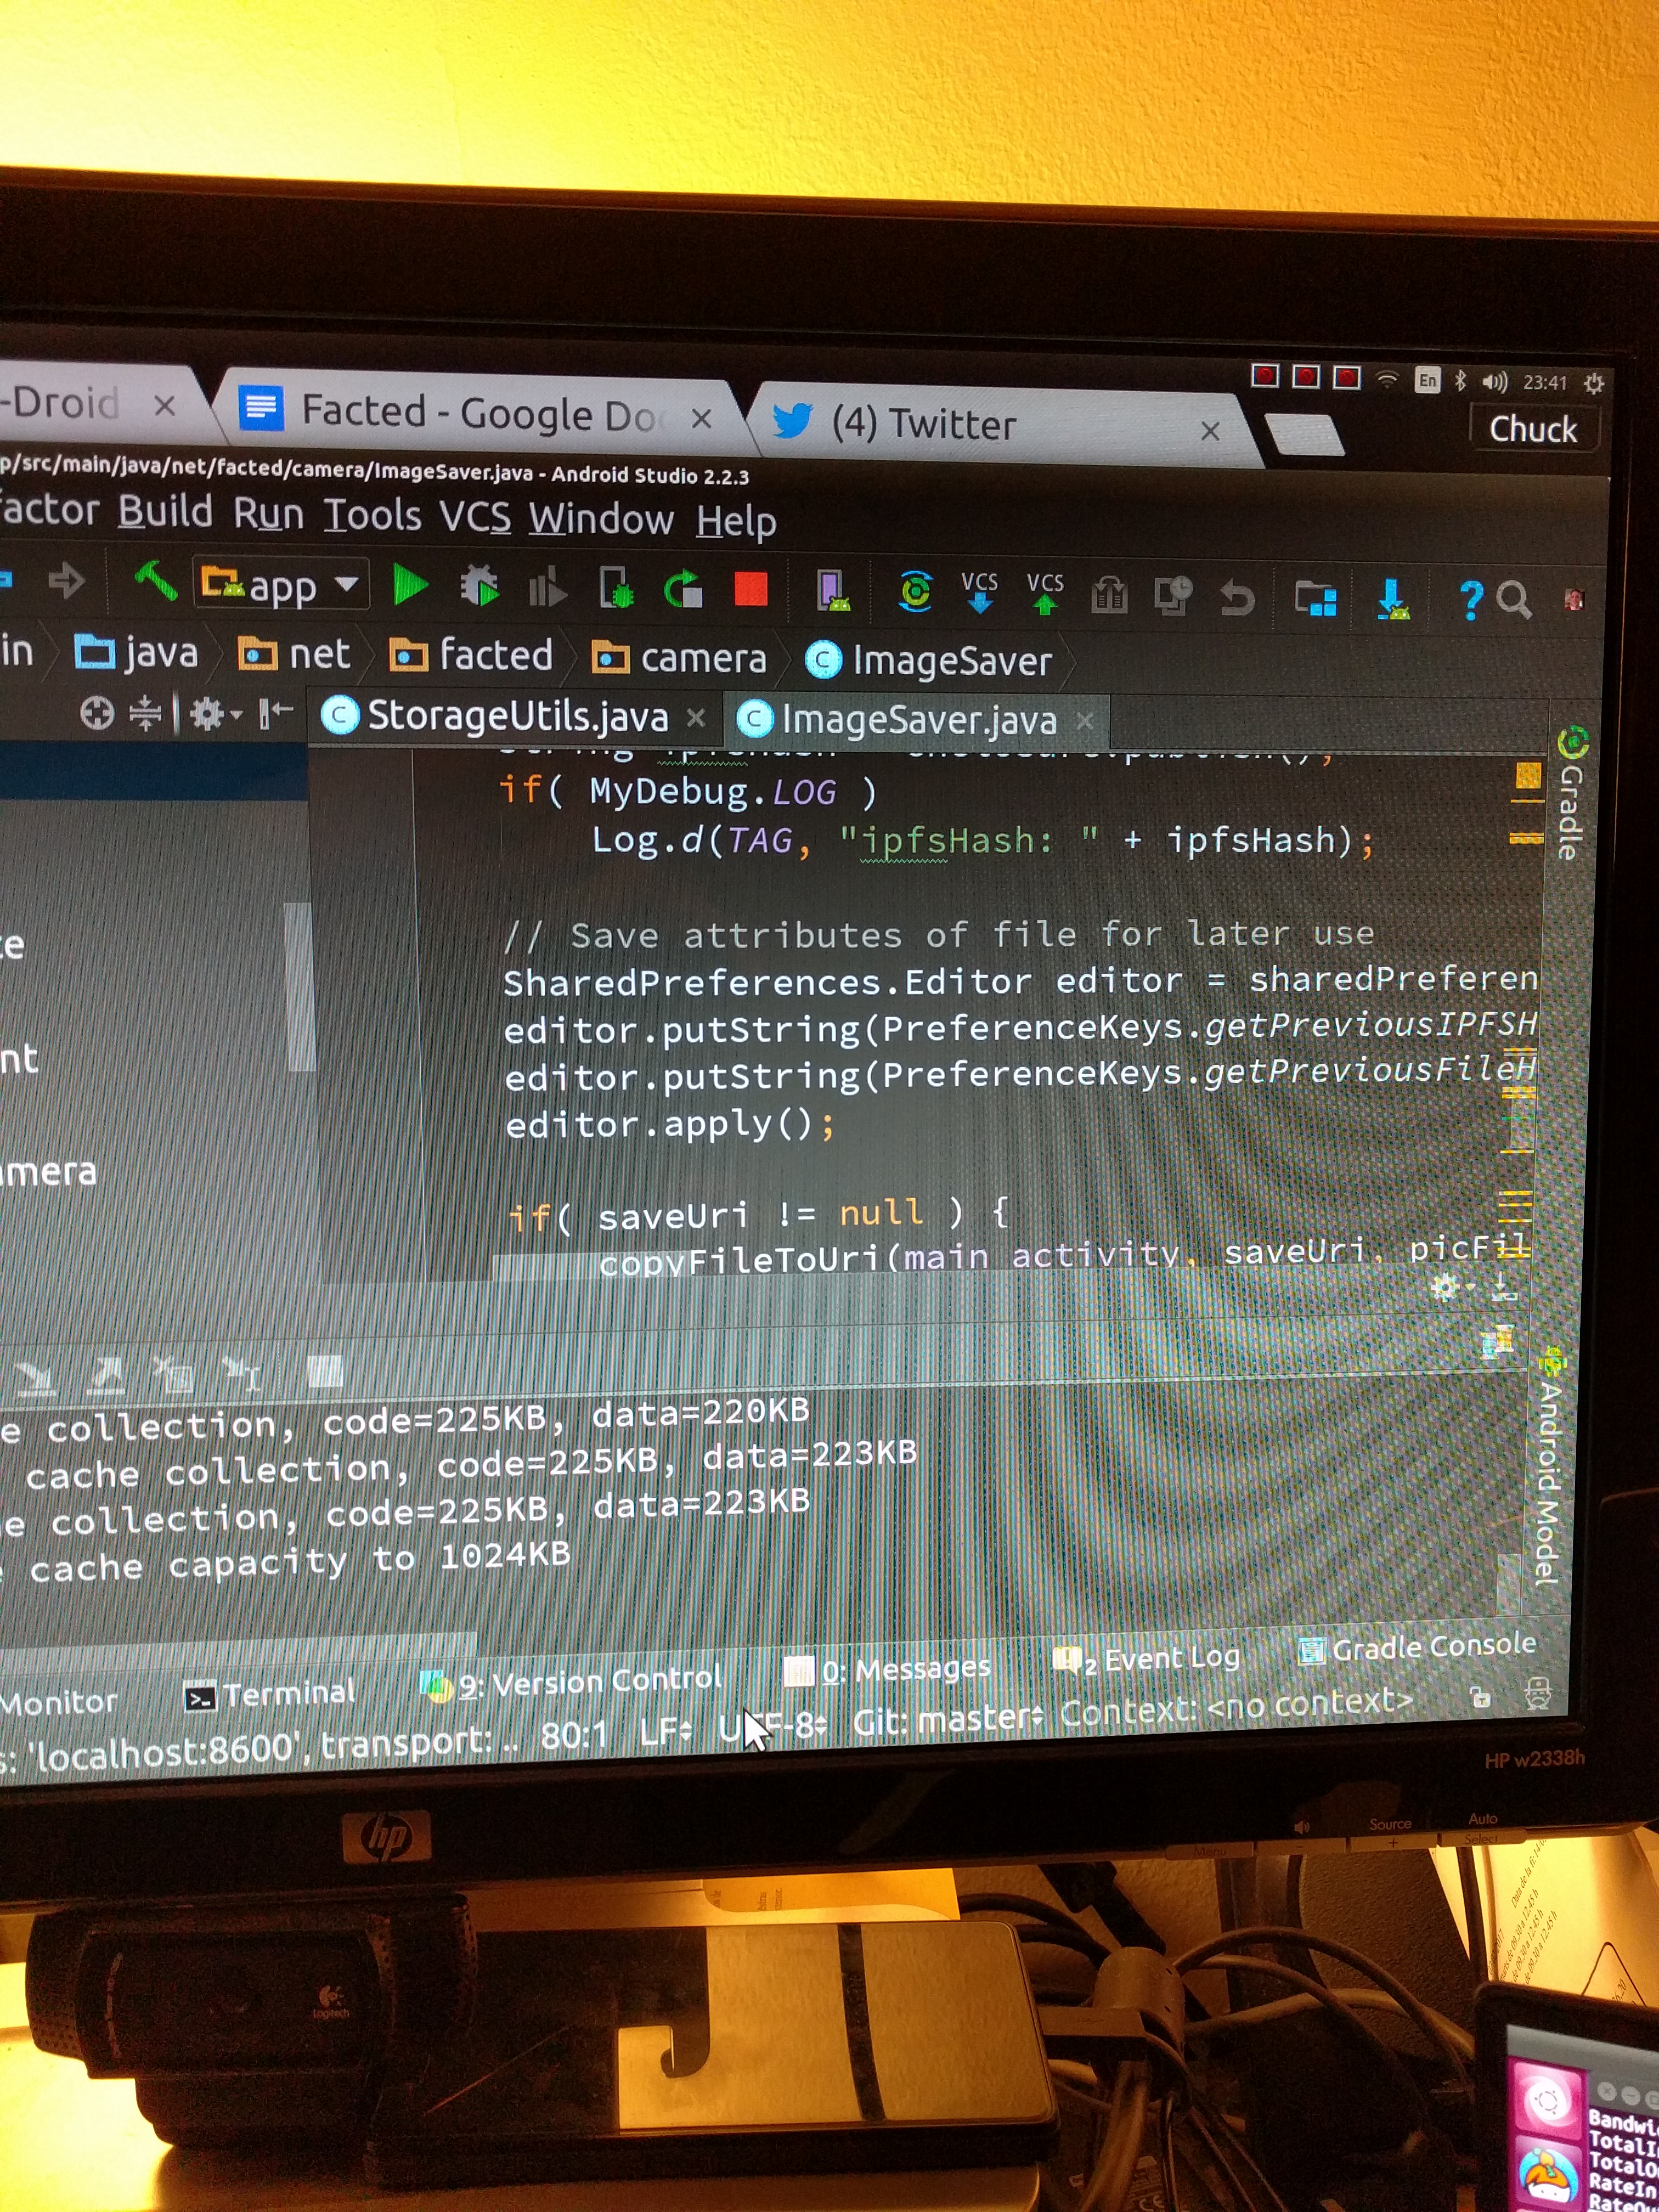 -Droid
Facted - Google Do
(4) Twitter
En
23:41
Chuck
p/src/main/java/net/facted/camera/ImageSaver.java - Android Studio 2.2.3
factor Build Run Tools VCS Window Help
app
VCS
VCS
?
in
java
net
facted
camera
C ImageSaver
C StorageUtils.java
C ImageSaver.java
Gradle
if( MyDebug.LOG )
Log.d(TAG, "ipfsHash: " + ipfsHash);
// Save attributes of file for later use
SharedPreferences.Editor editor = sharedPreferen
editor.putString(PreferenceKeys.getPreviousIPFSH
editor.putString(PreferenceKeys.getPreviousFileH
editor.apply();
if( saveUri != null ) {
copyFileToUri(main activity, saveUri, picFil
e
nt
amera
Android Model
e collection, code=225KB, data=220KB
cache collection, code=225KB, data=223KB
e collection, code=225KB, data=223KB
cache capacity to 1024KB
Monitor
Terminal
9: Version Control
0: Messages
2 Event Log
Gradle Console
s: 'localhost:8600', transport: ..
80:1
LF
UTF-8
Git: master
Context: <no context>
HP w2338h
hp
Menu
Source
+
Auto
Select
Logitech
Bandwi
TotalI
TotalO
RateIn
RateOu